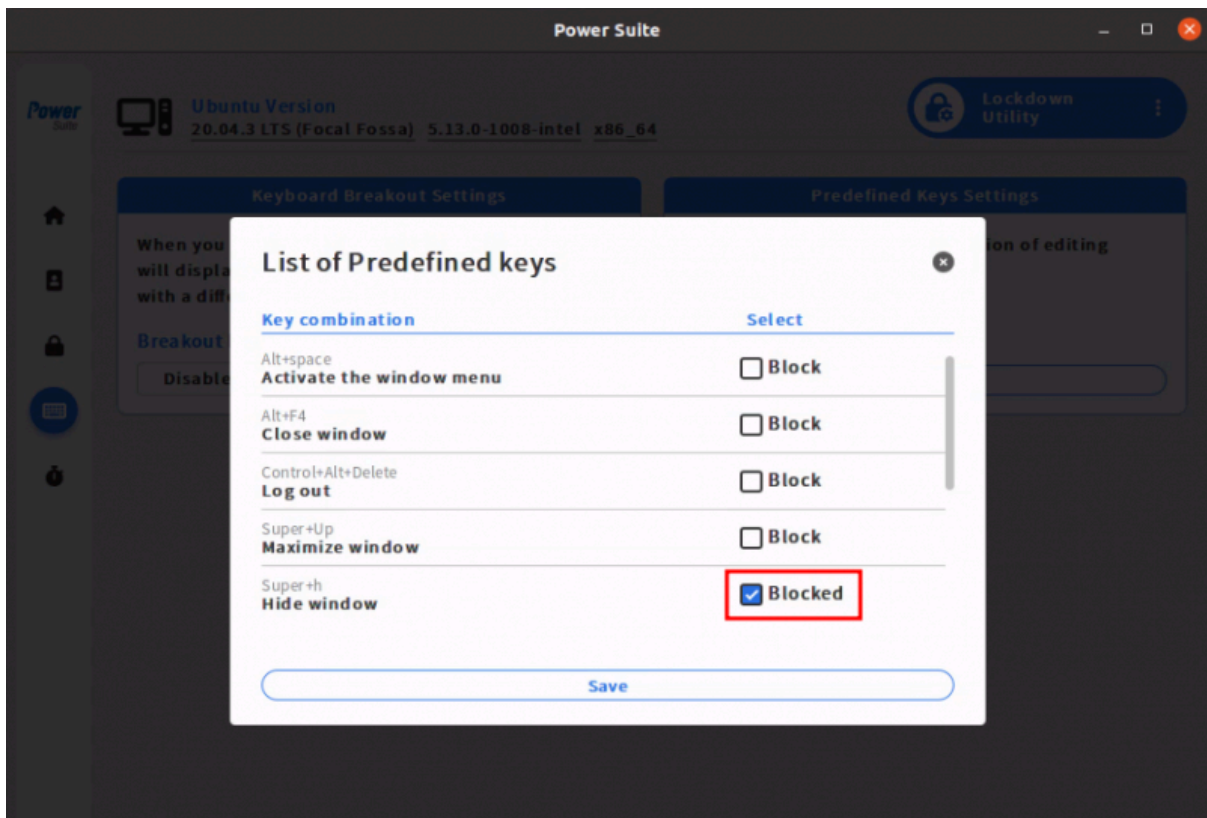 Power Suite
Power
Suite
Ubuntu Version
20.04.3 LTS (Focal Fossa) 5.13.0-1008-intel x86_64
Lockdown
Utility
Keyboard Breakout Settings
Predefined Keys Settings
When you
ion of editing
will displa
with a diff
Breakout
Disable
List of Predefined keys
Key combination Select
Alt+space
Activate the window menu
Block
Alt+F4
Close window
Block
Control+Alt+Delete
Log out
Block
Super+Up
Maximize window
Block
Super+h
Hide window
Blocked
Save